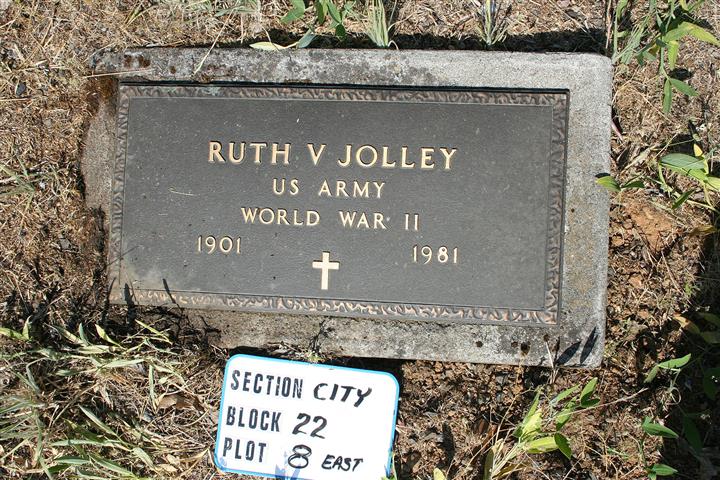 RUTH V JOLLEY
US ARMY
WORLD WAR II
1901 1981
SECTION CITY
BLOCK 22
PLOT 8 EAST